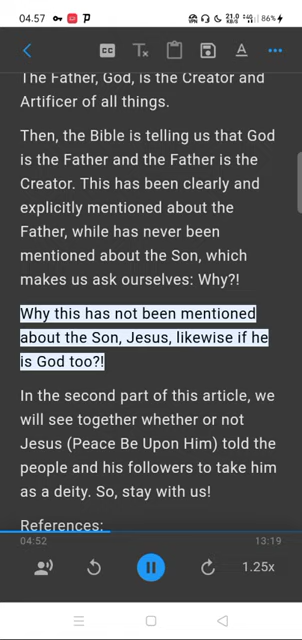 04.57
21.0
KB/S
86%
CC
The Father, God, is the Creator and
Artificer of all things.
Then, the Bible is telling us that God
is the Father and the Father is the
Creator. This has been clearly and
explicitly mentioned about the
Father, while has never been
mentioned about the Son, which
makes us ask ourselves: Why?!
Why this has not been mentioned
about the Son, Jesus, likewise if he
is God too?!
In the second part of this article, we
will see together whether or not
Jesus (Peace Be Upon Him) told the
people and his followers to take him
as a deity. So, stay with us!
References:
04:52
13:19
1.25x